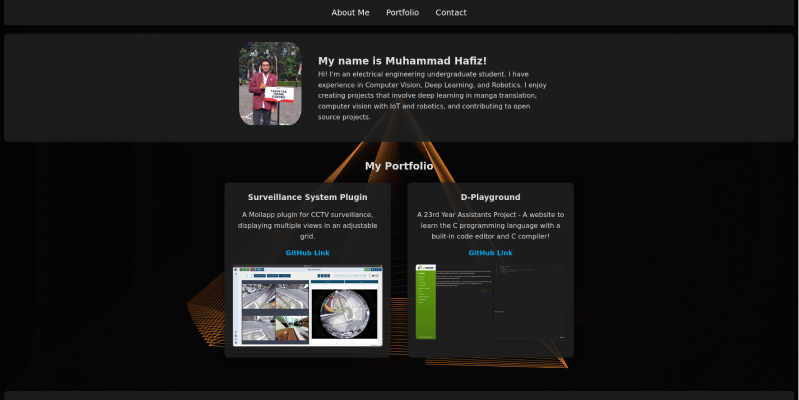 About Me Portfolio Contact
My name is Muhammad Hafiz!
Hi! I'm an electrical engineering undergraduate student. I have
experience in Computer Vision, Deep Learning, and Robotics. I enjoy
creating projects that involve deep learning in manga translation,
computer vision with IoT and robotics, and contributing to open
source projects.
My Portfolio
Surveillance System Plugin
A Moilapp plugin for CCTV surveillance,
displaying multiple views in an adjustable
grid.
GitHub Link
D-Playground
A 23rd Year Assistants Project - A website to
learn the C programming language with a
built-in code editor and C compiler!
GitHub Link